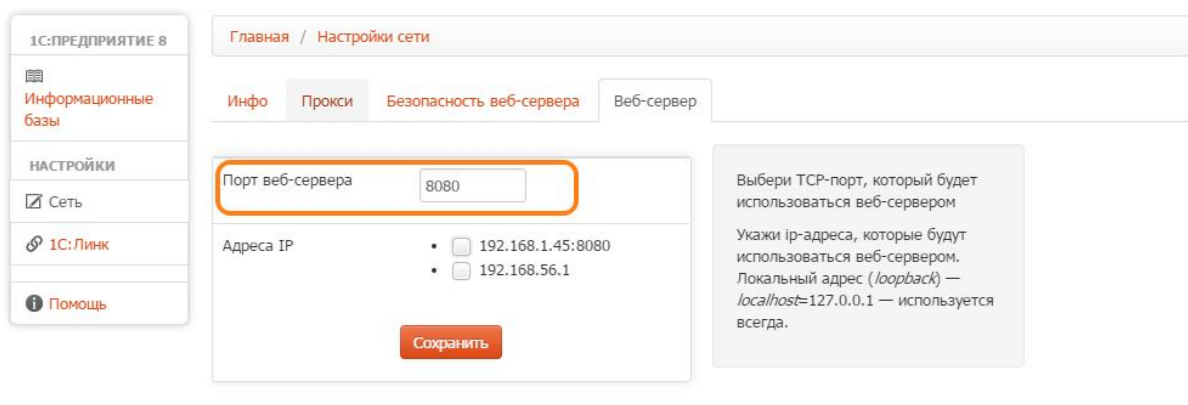 1С:ПРЕДПРИЯТИЕ 8
Информационные
базы
НАСТРОЙКИ
Сеть
1С:Линк
Помощь
Главная / Настройки сети
Инфо Прокси Безопасность веб-сервера Веб-сервер
Порт веб-сервера 8080
Адреса IP • 192.168.1.45:8080
• 192.168.56.1
Сохранить
Выбери TCP-порт, который будет
использоваться веб-сервером
Укажи ip-адреса, которые будут
использоваться веб-сервером.
Локальный адрес (loopback) —
localhost=127.0.0.1 — используется
всегда.